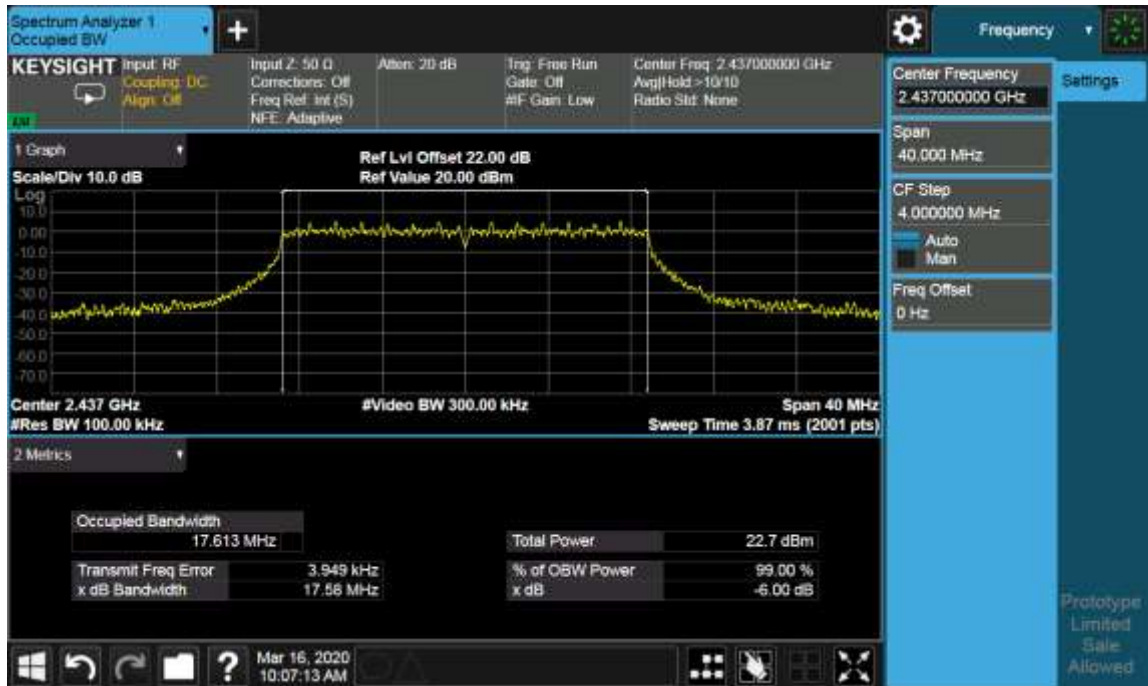 Spectrum Analyzer 1
Occupied BW
+
Frequency
KEYSIGHT
Input: RF
Coupling: DC
Align: Off
Input Z: 50 Ω
Corrections: Off
Freq Ref: Int (S)
NFE: Adaptive
Atten: 20 dB
Trig: Free Run
Gate: Off
#IF Gain: Low
Center Freq: 2.437000000 GHz
Avg|Hold:>10/10
Radio Std: None
Center Frequency
2.437000000 GHz
Settings
Span
40.000 MHz
CF Step
4.000000 MHz
Auto
Man
Freq Offset
0 Hz
1 Graph
Scale/Div 10.0 dB
Ref Lvl Offset 22.00 dB
Ref Value 20.00 dBm
Log
10.0
0.00
-10.0
-20.0
-30.0
-40.0
-50.0
-60.0
-70.0
Center 2.437 GHz
#Video BW 300.00 kHz
Span 40 MHz
#Res BW 100.00 kHz
Sweep Time 3.87 ms (2001 pts)
2 Metrics
Occupied Bandwidth
17.613 MHz
Total Power 22.7 dBm
Transmit Freq Error 3.949 kHz
% of OBW Power 99.00 %
x dB Bandwidth 17.58 MHz
x dB -6.00 dB
Prototype
Limited
Sale
Allowed
?
Mar 16, 2020
10:07:13 AM